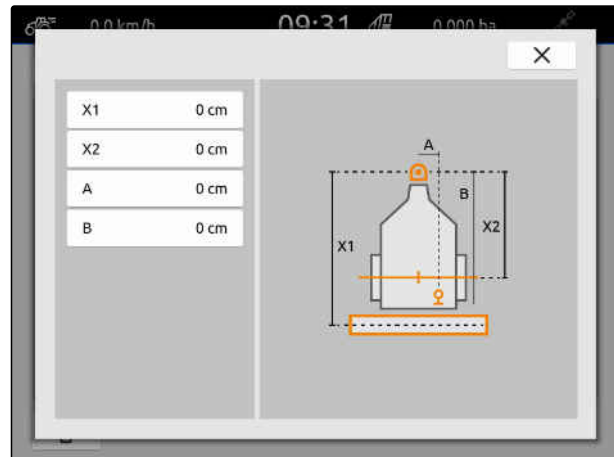 0.0 km/h 09:31 0.000 ha
X1 0 cm
X2 0 cm
A 0 cm
B 0 cm
A
B
X2
X1